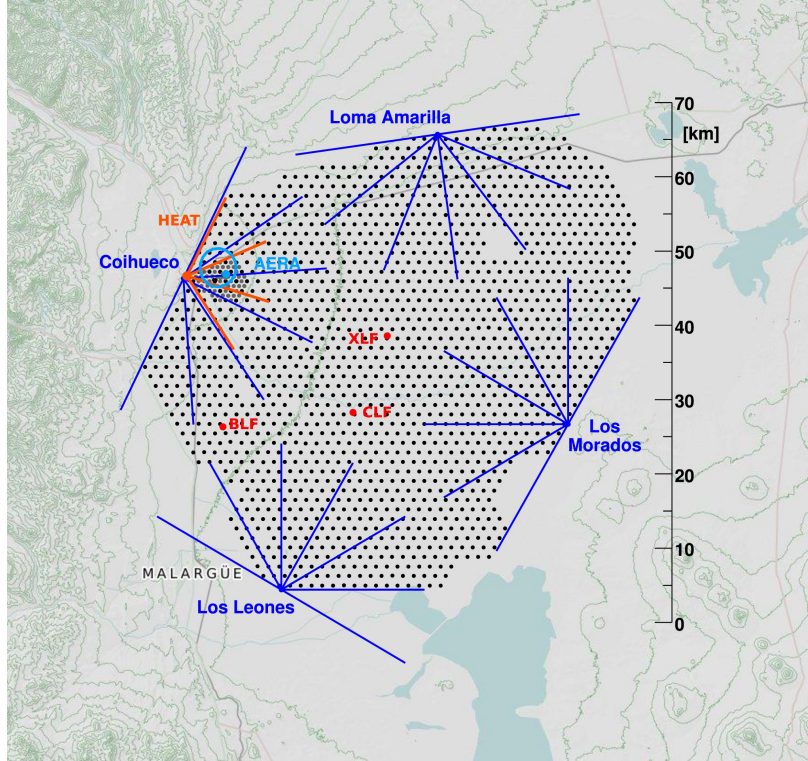 70
Loma Amarilla
[km]
60
HEAT
50
Coihueco
AERA
40
XLF
30
CLF
BLF
Los
Morados
20
10
MALARGÜE
Los Leones
0